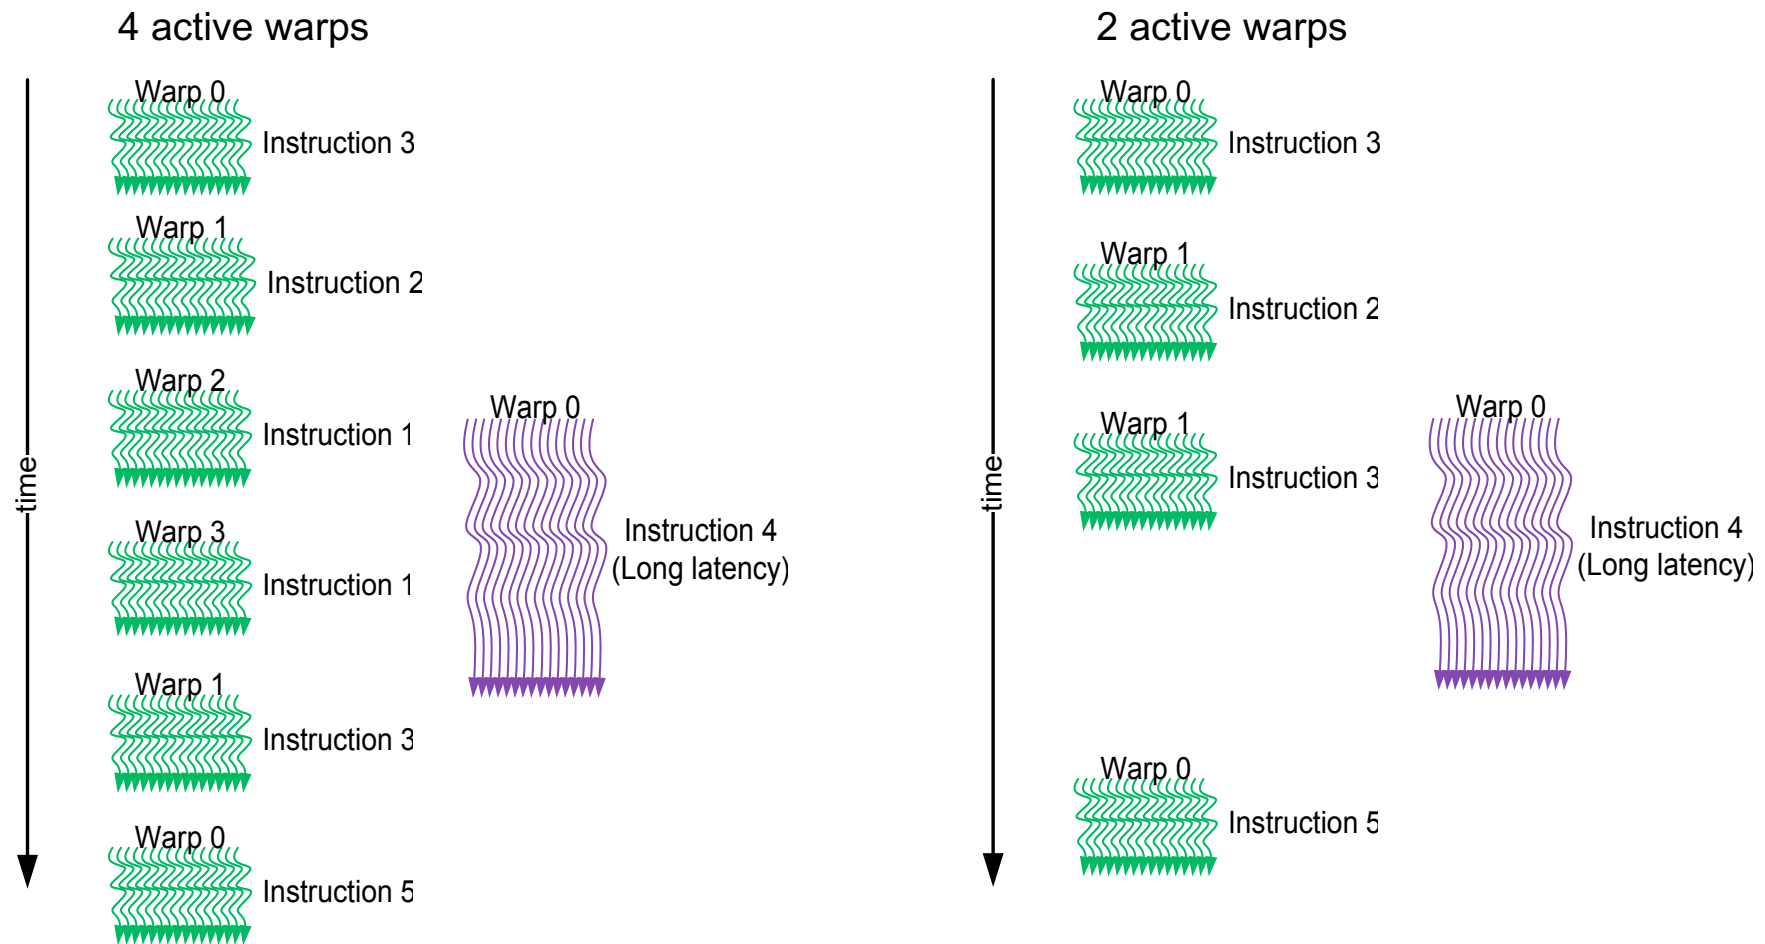 4 active warps
time
Warp 0
Instruction 3
Warp 1
Instruction 2
Warp 2
Instruction 1
Warp 0
Instruction 4
(Long latency)
Warp 3
Instruction 1
Warp 1
Instruction 3
Warp 0
Instruction 5
2 active warps
time
Warp 0
Instruction 3
Warp 1
Instruction 2
Warp 1
Instruction 3
Warp 0
Instruction 4
(Long latency)
Warp 0
Instruction 5